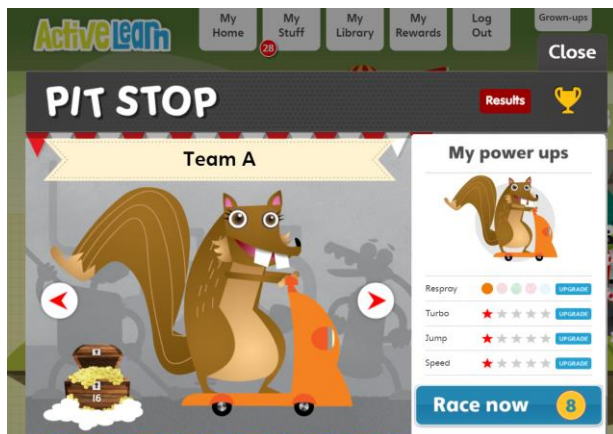 ActiveLearn
My Home
My Stuff
28
My Library
My Rewards
Log Out
Grown-ups
Close
PIT STOP
Results
Team A
16
My power ups
Respray
UPGRADE
Turbo
UPGRADE
Jump
UPGRADE
Speed
UPGRADE
Race now 8